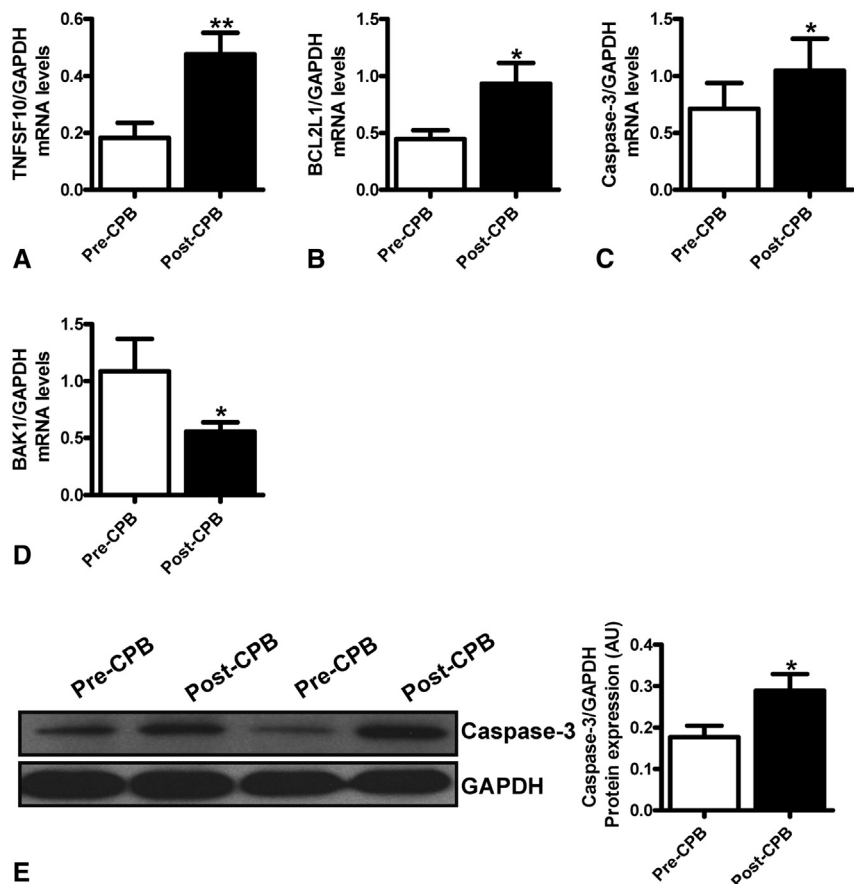 TNFSF10/GAPDH
mRNA levels
0.6
0.4
0.2
0.0
**
Pre-CPB
Post-CPB
A
BCL2L1/GAPDH
mRNA levels
1.5
1.0
0.5
0.0
*
Pre-CPB
Post-CPB
B
Caspase-3/GAPDH
mRNA levels
1.5
1.0
0.5
0.0
*
Pre-CPB
Post-CPB
C
BAK1/GAPDH
mRNA levels
1.5
1.0
0.5
0.0
*
Pre-CPB
Post-CPB
D
Pre-CPB
Post-CPB
Pre-CPB
Post-CPB
Caspase-3
GAPDH
Caspase-3/GAPDH
Protein expression (AU)
0.4
0.3
0.2
0.1
0.0
*
Pre-CPB
Post-CPB
E